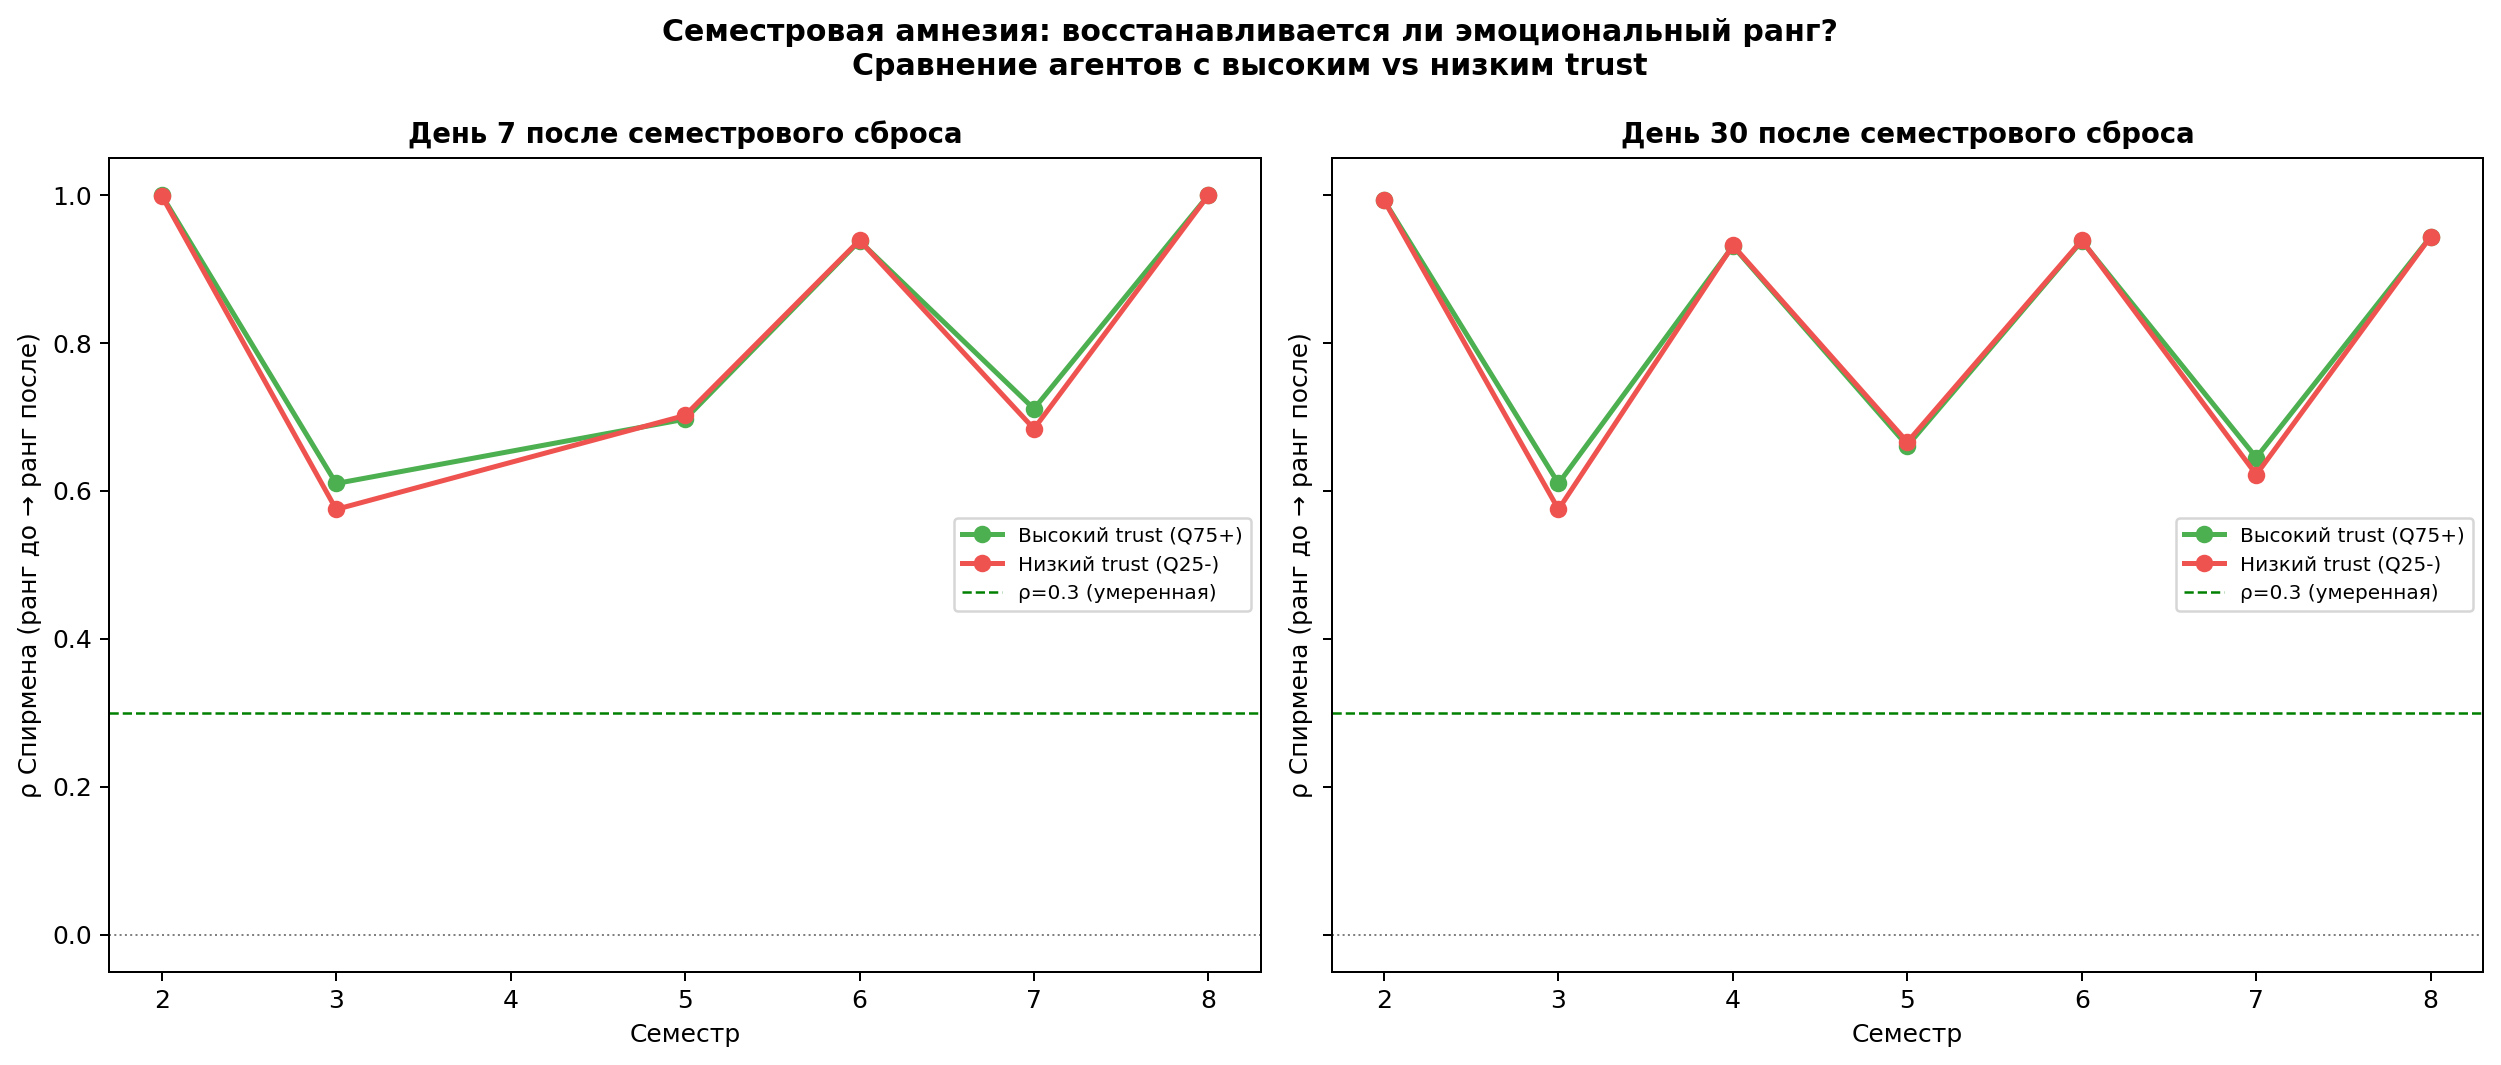 Семестровая амнезия: восстанавливается ли эмоциональный ранг?
Сравнение агентов с высоким vs низким trust
День 7 после семестрового сброса
ρ Спирмена (ранг до → ранг после)
1.0
0.8
0.6
0.4
0.2
0.0
Высокий trust (Q75+)
Низкий trust (Q25-)
ρ=0.3 (умеренная)
2 3 4 5 6 7 8
Семестр
День 30 после семестрового сброса
ρ Спирмена (ранг до → ранг после)
Высокий trust (Q75+)
Низкий trust (Q25-)
ρ=0.3 (умеренная)
2 3 4 5 6 7 8
Семестр